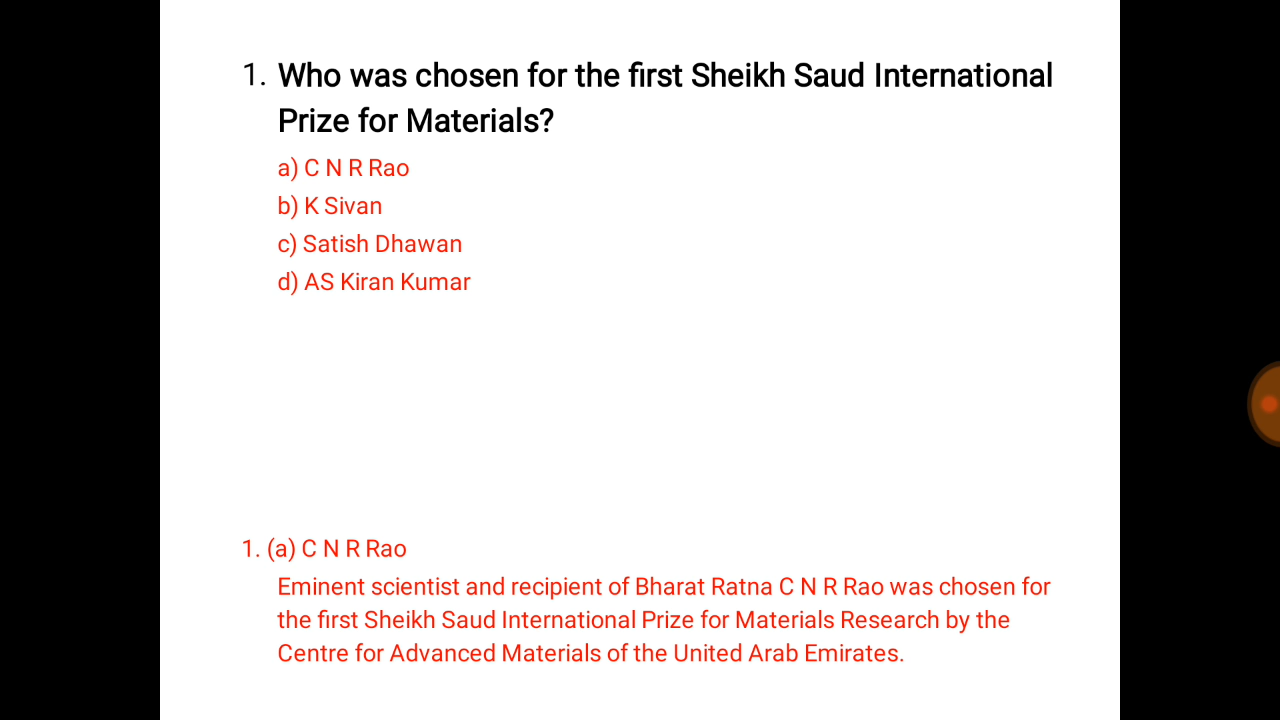 1. Who was chosen for the first Sheikh Saud International
Prize for Materials?
a) C N R Rao
b) K Sivan
c) Satish Dhawan
d) AS Kiran Kumar
1. (a) C N R Rao
Eminent scientist and recipient of Bharat Ratna C N R Rao was chosen for
the first Sheikh Saud International Prize for Materials Research by the
Centre for Advanced Materials of the United Arab Emirates.